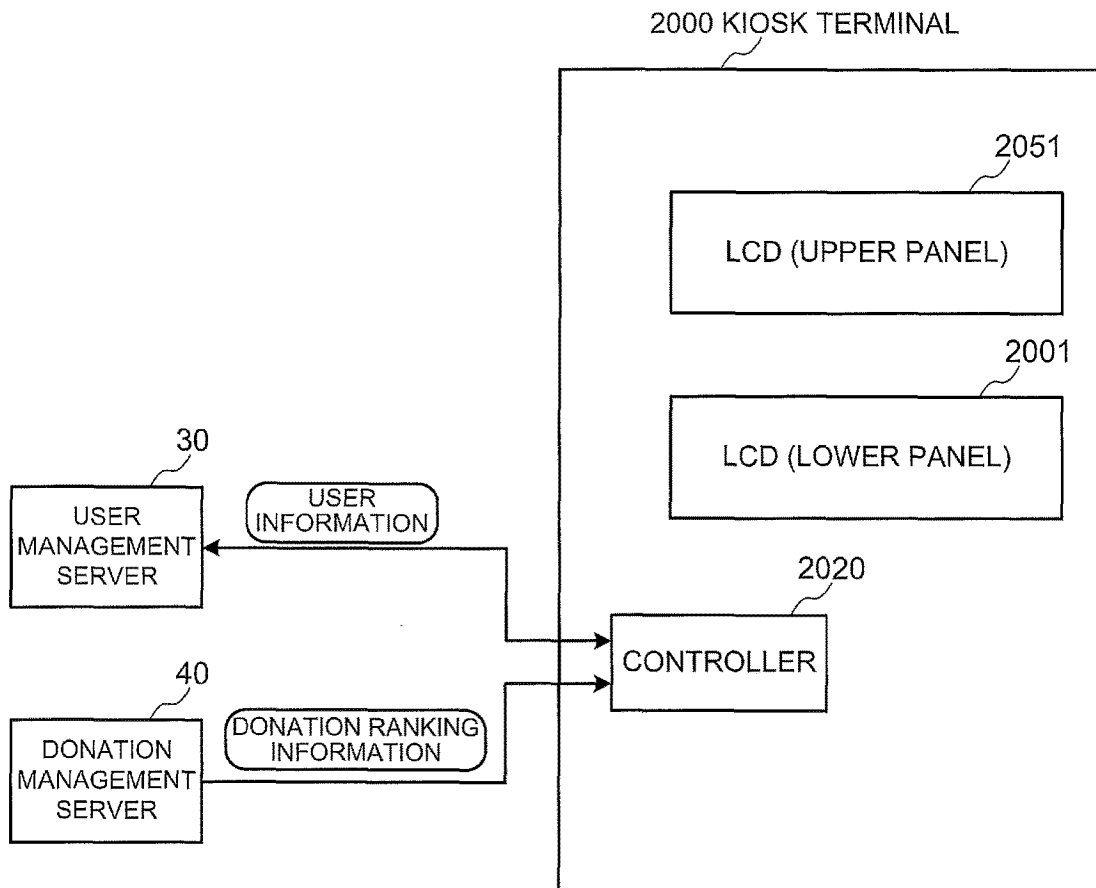 2000 KIOSK TERMINAL
2051
LCD (UPPER PANEL)
2001
LCD (LOWER PANEL)
30
USER
MANAGEMENT
SERVER
USER
INFORMATION
2020
CONTROLLER
40
DONATION
MANAGEMENT
SERVER
DONATION RANKING
INFORMATION